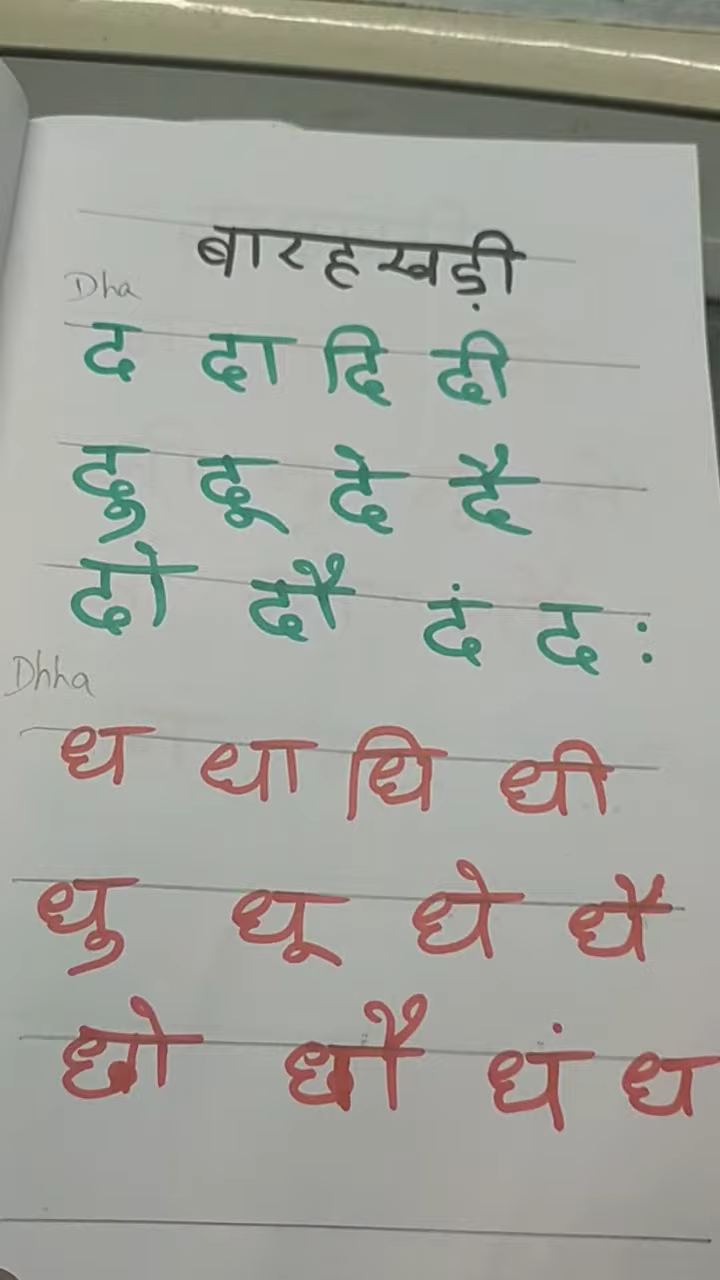 बारहखड़ी
Dha
द दा दि दी
दु दू दे दै
दो दौ दं दः
Dhha
ध धा धि धी
धु धू धे धै
धो धौ धं ध